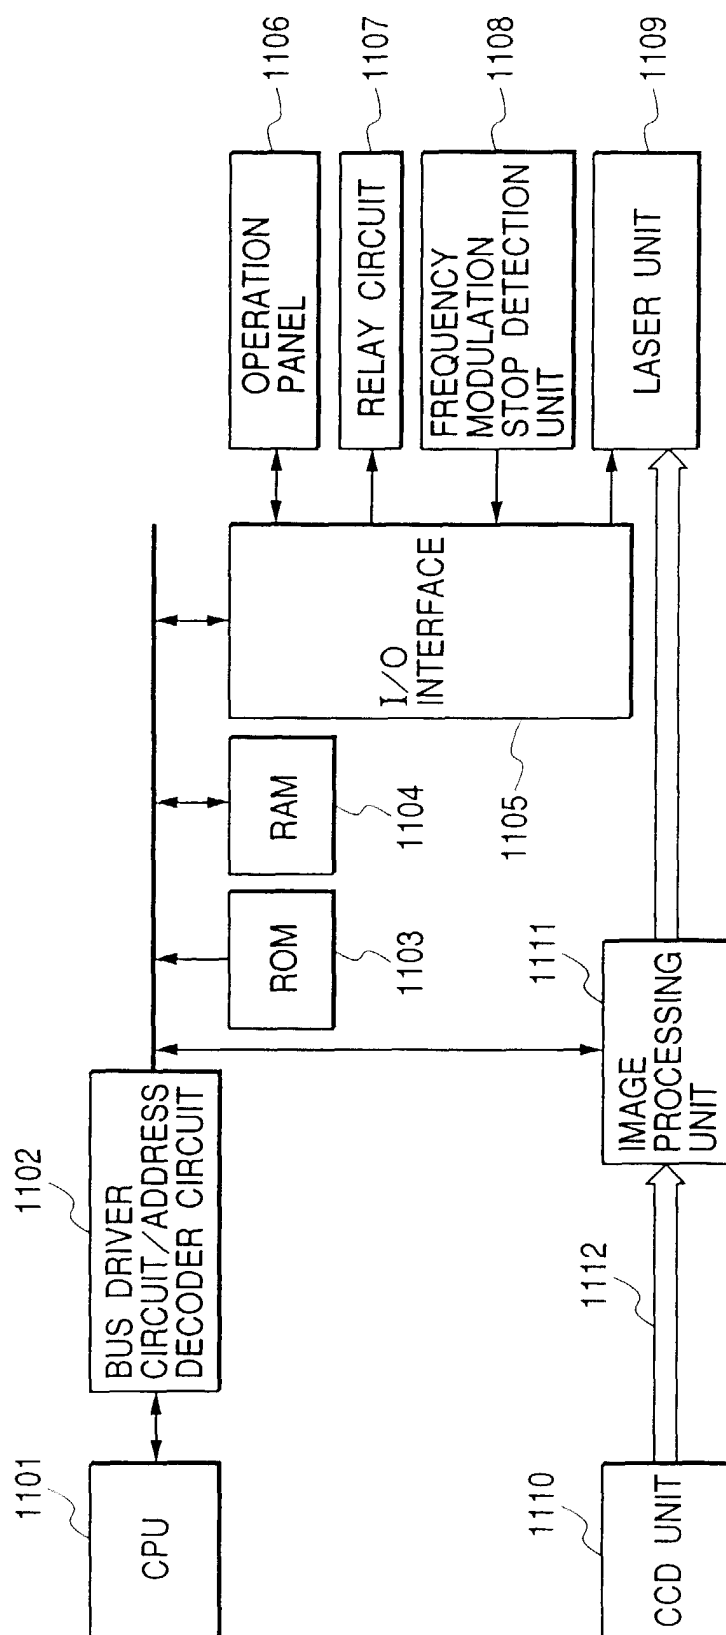 1101
CPU
1102
BUS DRIVER
CIRCUIT/ADDRESS
DECODER CIRCUIT
ROM
1103
RAM
1104
I/O
INTERFACE
1105
OPERATION
PANEL
1106
RELAY CIRCUIT
1107
FREQUENCY
MODULATION
STOP DETECTION
UNIT
1108
LASER UNIT
1109
1110
CCD UNIT
1112
1111
IMAGE
PROCESSING
UNIT